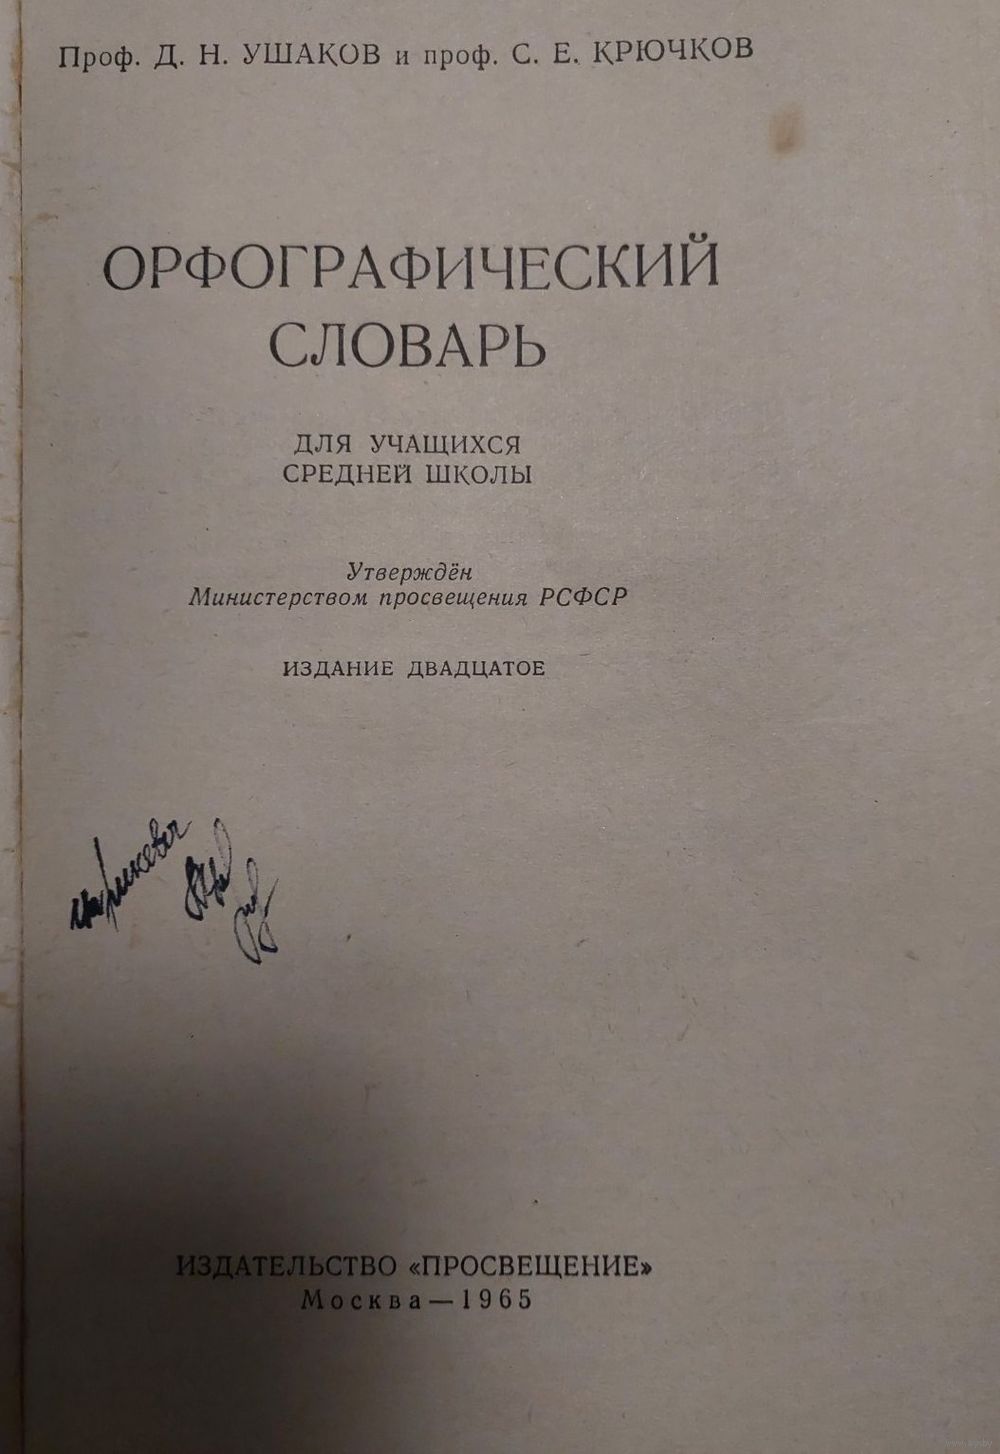 Проф. Д. Н. УШАКОВ и проф. С. Е. КРЮЧКОВ
ОРФОГРАФИЧЕСКИЙ
СЛОВАРЬ
ДЛЯ УЧАЩИХСЯ
СРЕДНЕЙ ШКОЛЫ
Утверждён
Министерством просвещения РСФСР
ИЗДАНИЕ ДВАДЦАТОЕ
ИЗДАТЕЛЬСТВО «ПРОСВЕЩЕНИЕ»
Москва — 1965